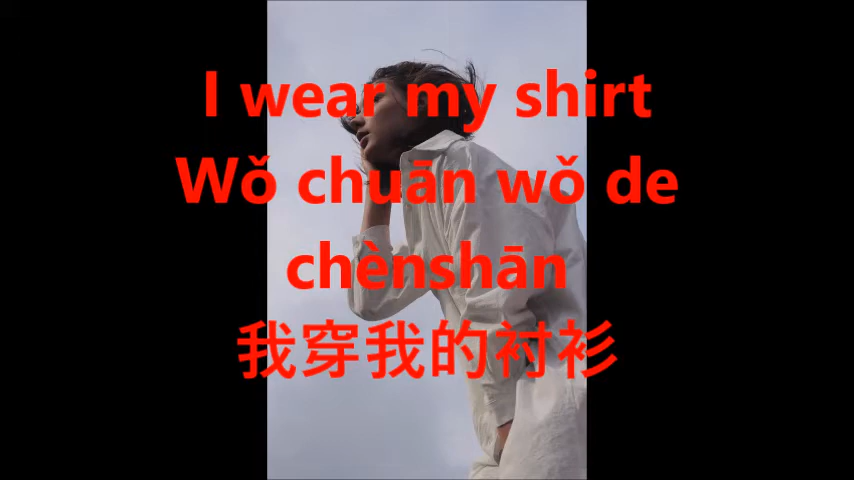 I wear my shirt
Wǒ chuān wǒ de
chènshān
我穿我的衬衫